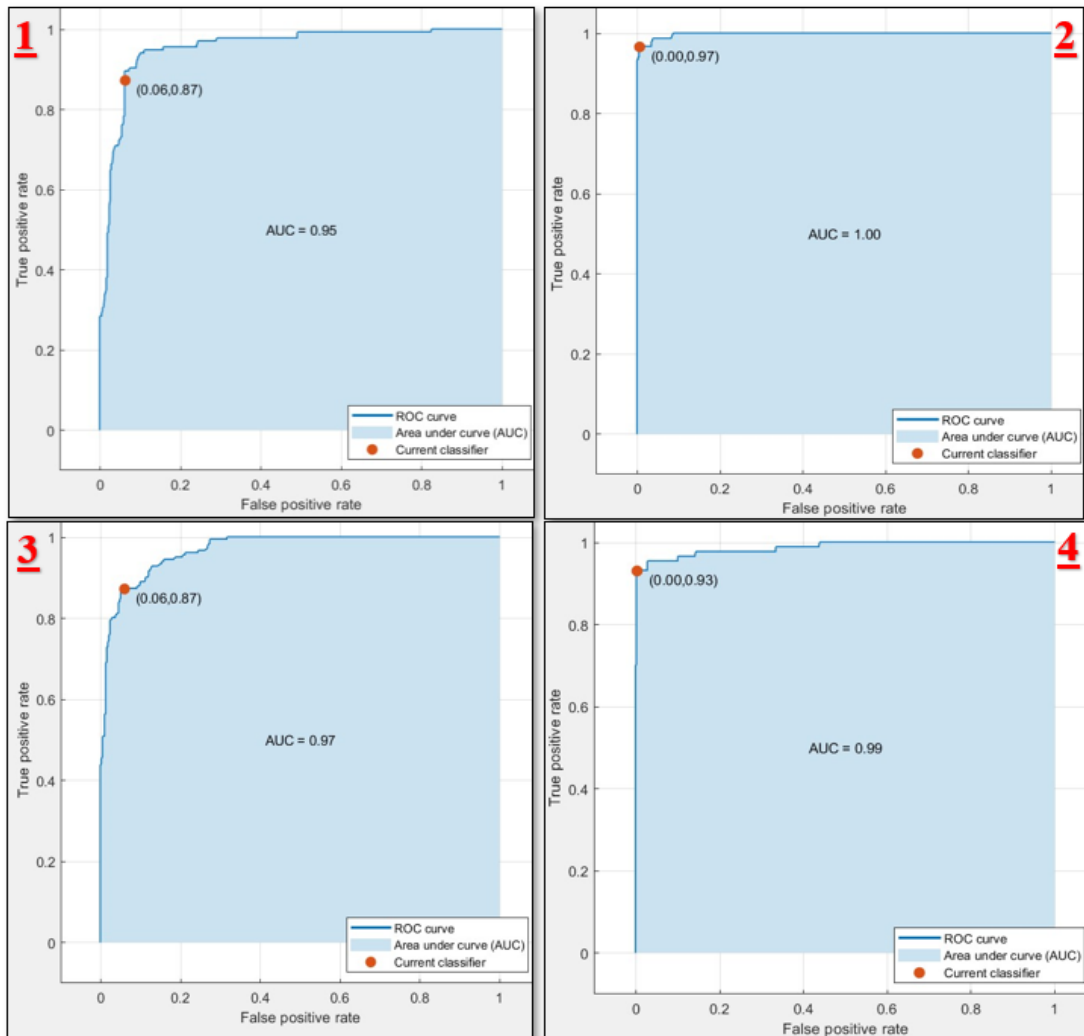 1
1
0.8
0.6
0.4
0.2
0
0
0.2
0.4
0.6
0.8
1
True positive rate
False positive rate
(0.06,0.87)
AUC = 0.95
ROC curve
Area under curve (AUC)
Current classifier
2
1
0.8
0.6
0.4
0.2
0
0
0.2
0.4
0.6
0.8
1
True positive rate
False positive rate
(0.00,0.97)
AUC = 1.00
ROC curve
Area under curve (AUC)
Current classifier
3
1
0.8
0.6
0.4
0.2
0
0
0.2
0.4
0.6
0.8
1
True positive rate
False positive rate
(0.06,0.87)
AUC = 0.97
ROC curve
Area under curve (AUC)
Current classifier
4
1
0.8
0.6
0.4
0.2
0
0
0.2
0.4
0.6
0.8
1
True positive rate
False positive rate
(0.00,0.93)
AUC = 0.99
ROC curve
Area under curve (AUC)
Current classifier